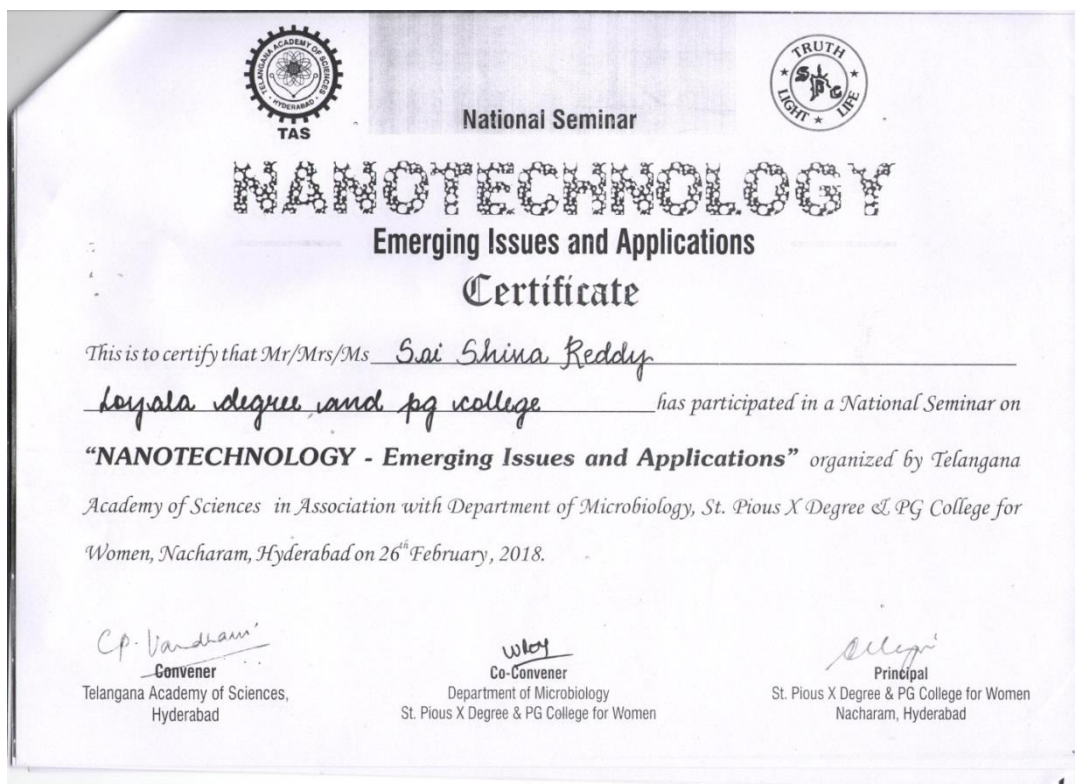 TELANGANA ACADEMY OF SCIENCES
HYDERABAD
TAS
TRUTH
LIGHT
LIFE
SPC
National Seminar
NANOTECHNOLOGY
Emerging Issues and Applications
Certificate
This is to certify that Mr/Mrs/Ms Sai Shiva Reddy
Loyala degree and pg college has participated in a National Seminar on
“NANOTECHNOLOGY - Emerging Issues and Applications” organized by Telangana
Academy of Sciences in Association with Department of Microbiology, St. Pious X Degree & PG College for
Women, Nacharam, Hyderabad on 26th February, 2018.
Convener
Telangana Academy of Sciences,
Hyderabad
Co-Convener
Department of Microbiology
St. Pious X Degree & PG College for Women
Principal
St. Pious X Degree & PG College for Women
Nacharam, Hyderabad